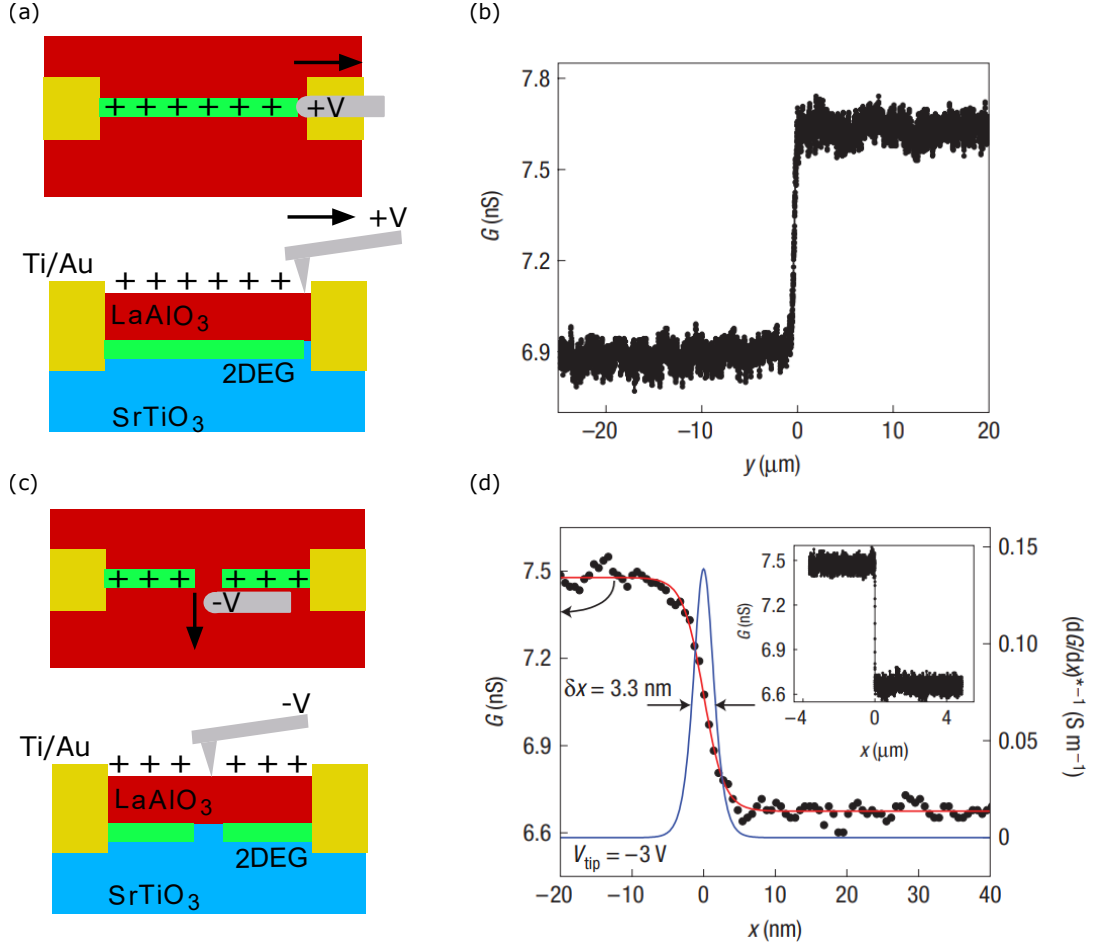 (a)
+ + + + + + +V
+V
Ti/Au
+ + + + + +
LaAlO3
2DEG
SrTiO3
(b)
7.8
7.5
7.2
6.9
G (nS)
−20 −10 0 10 20
y (μm)
(c)
+ + + + + +
-V
-V
Ti/Au
+ + + + + +
LaAlO3
2DEG
SrTiO3
(d)
7.5
7.2
6.9
6.6
G (nS)
δx = 3.3 nm
Vtip = −3 V
−20 −10 0 10 20 30 40
x (nm)
0.15
0.10
0.05
0
(dG/dx)*−1 (S m−1)
7.5
7.2
6.9
6.6
G (nS)
−4 0 4
x (μm)